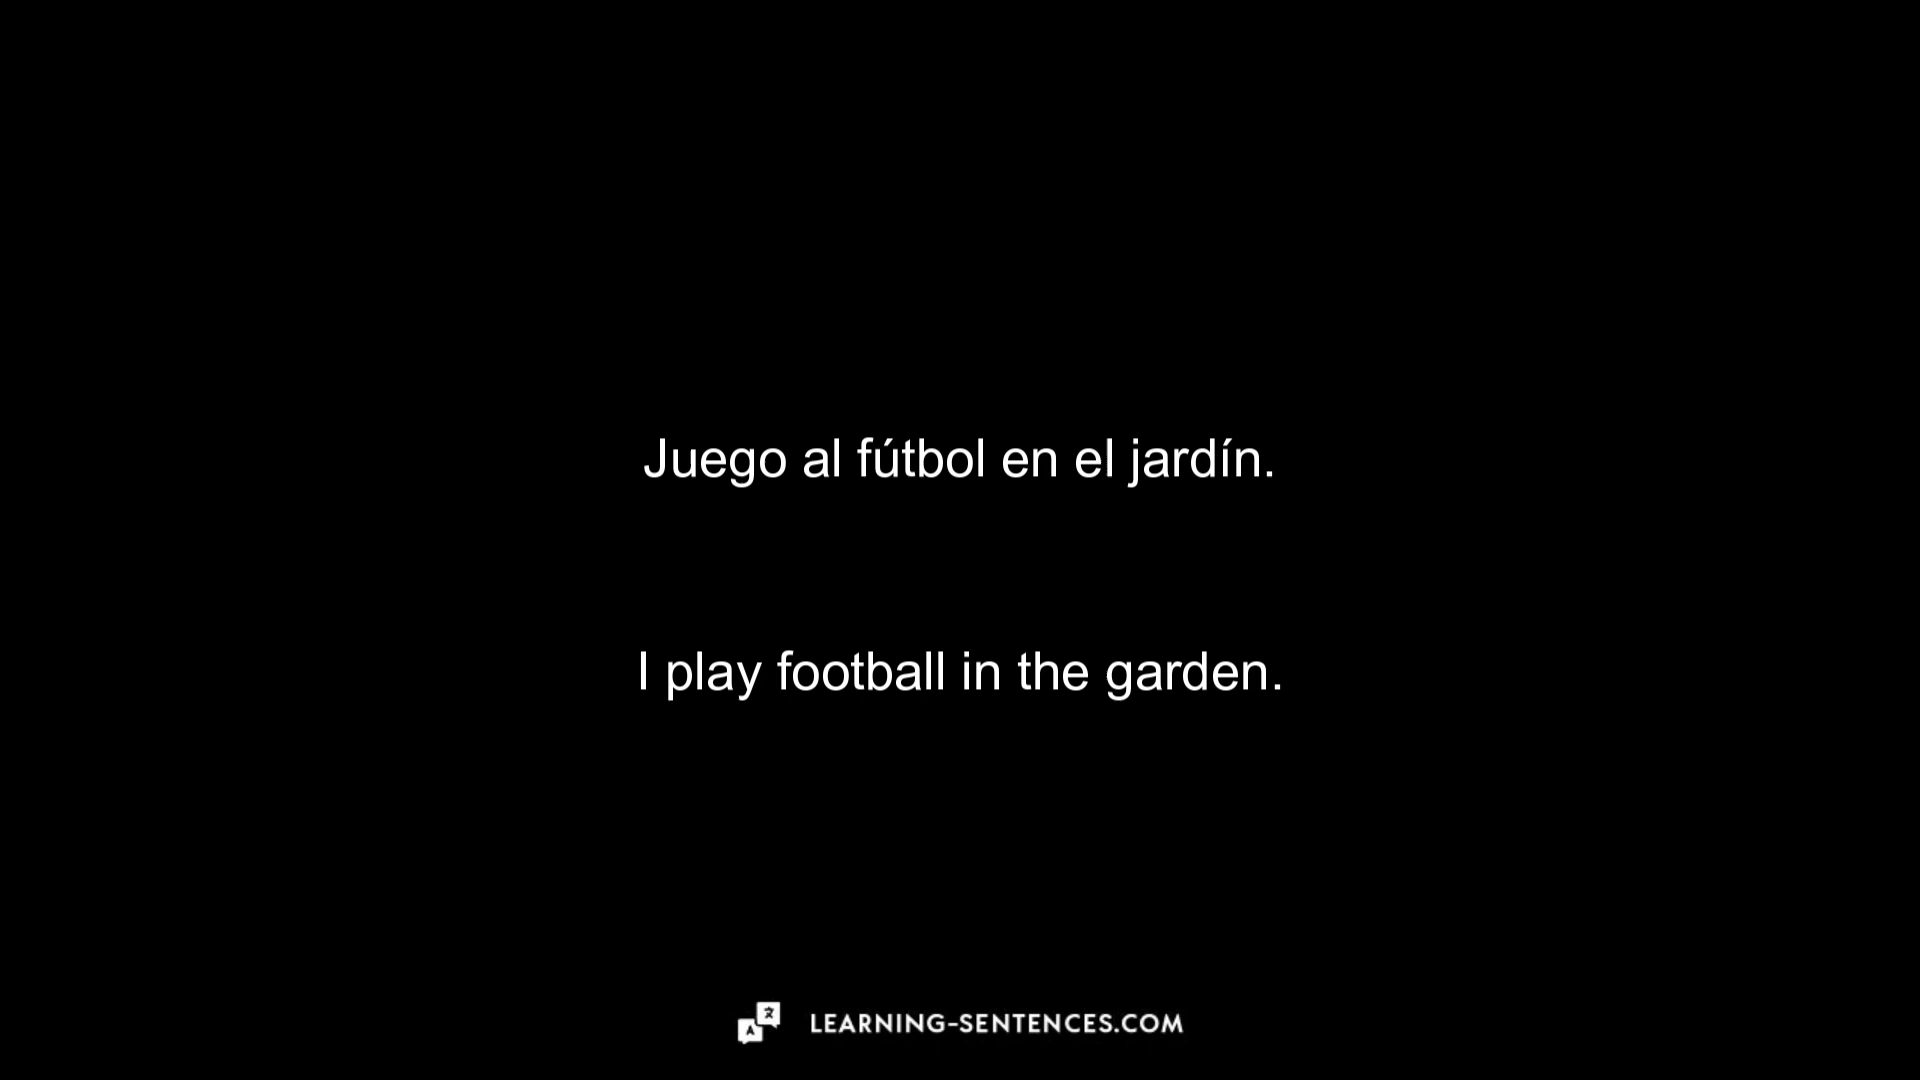 Juego al fútbol en el jardín.
I play football in the garden.
LEARNING-SENTENCES.COM